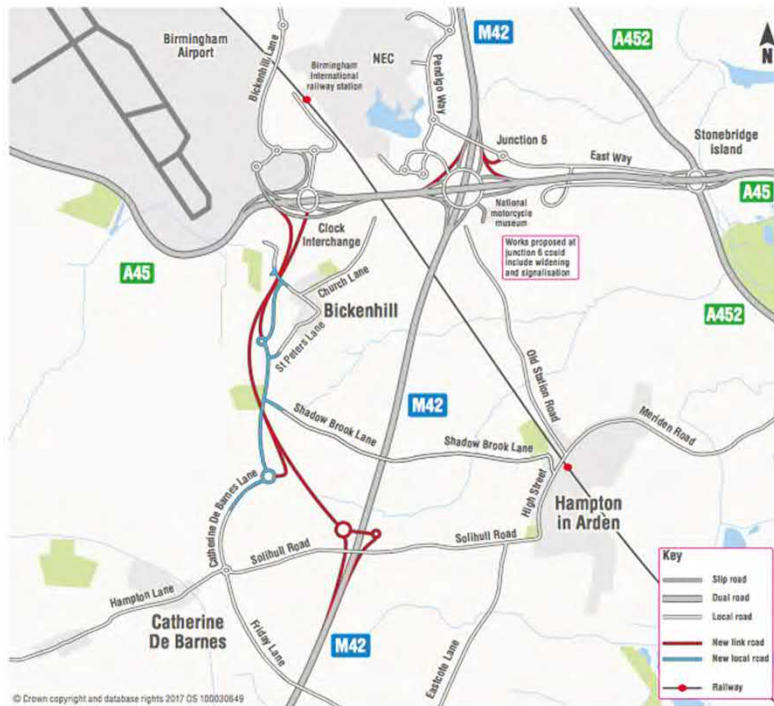 Birmingham
Airport
Bickenhill Lane
Birmingham
International
railway station
NEC
Pendigo Way
M42
A452
N
Junction 6
East Way
Stonebridge
island
A45
National
motorcycle
museum
Works proposed at
junction 6 could
include widening
and signalisation
Clock
Interchange
A45
Church Lane
Bickenhill
St Peters Lane
A452
Old Station Road
M42
Meriden Road
Shadow Brook Lane
Shadow Brook Lane
High Street
Hampton
in Arden
Catherine De Barnes Lane
Solihull Road
Solihull Road
Hampton Lane
Catherine
De Barnes
Friday Lane
M42
Eastcote Lane
Key
Slip road
Dual road
Local road
New link road
New local road
Railway
© Crown copyright and database rights 2017 OS 100030649